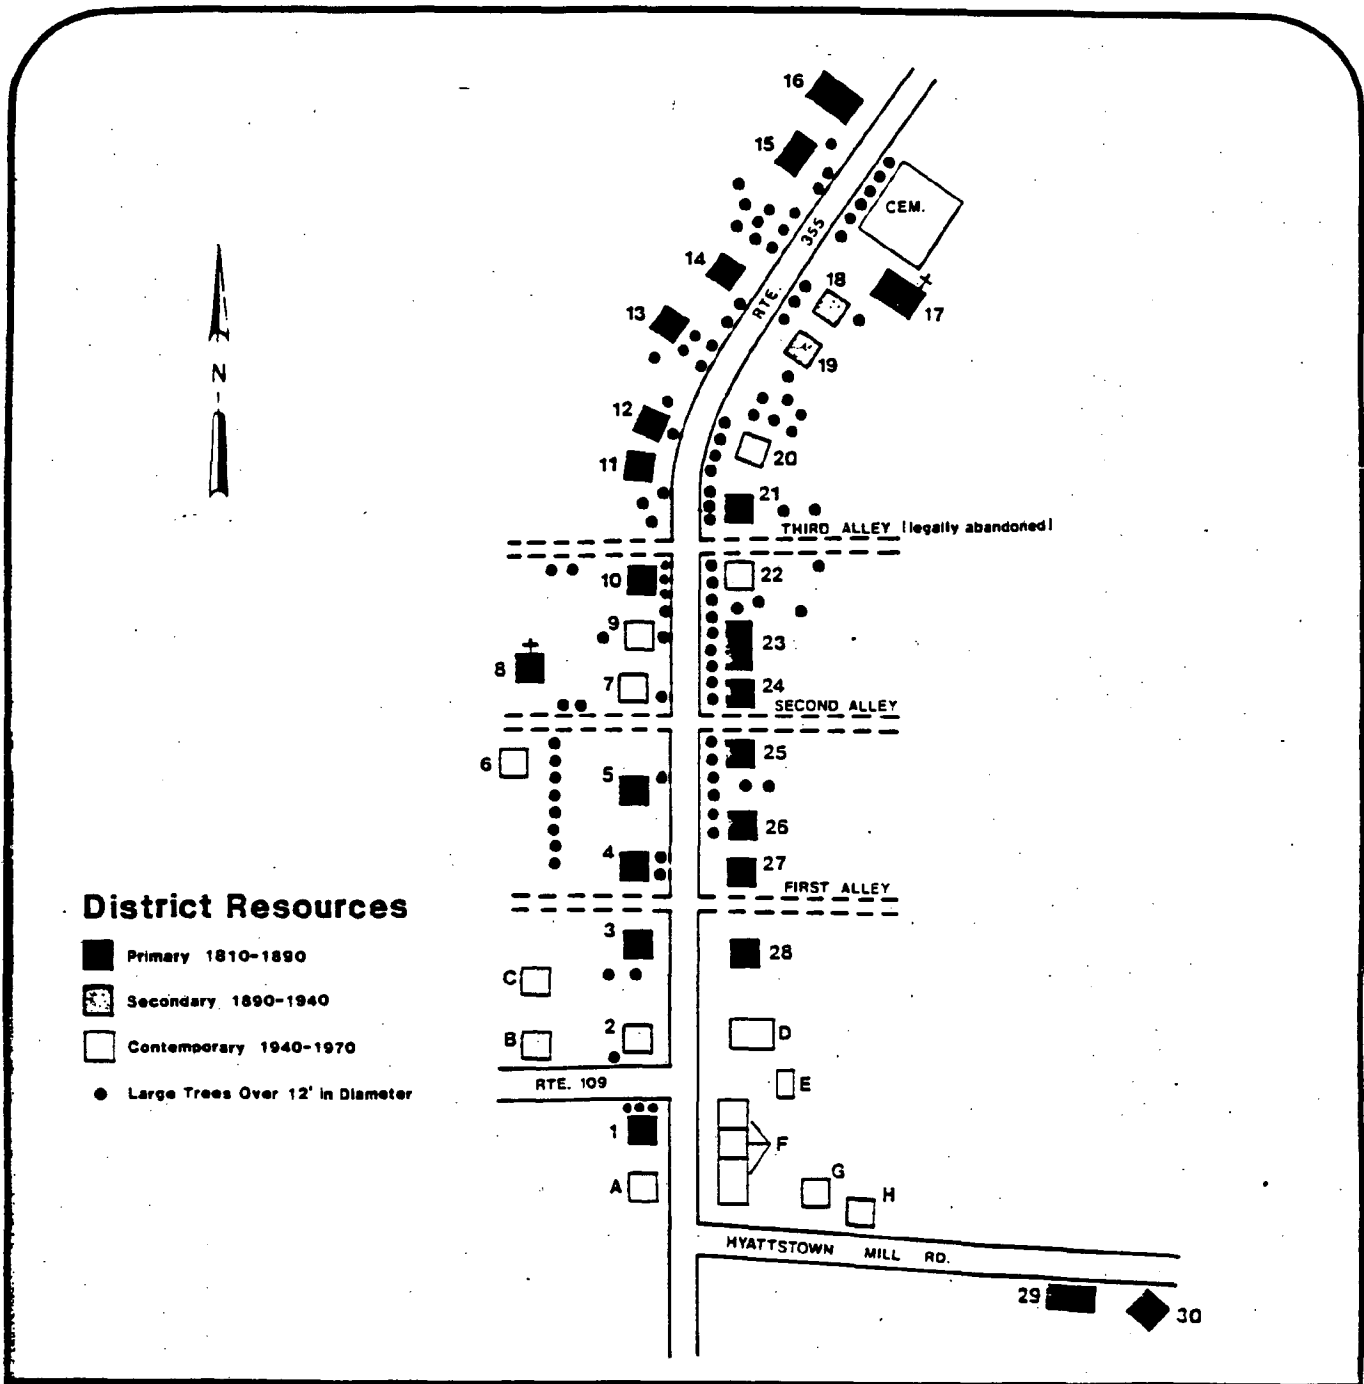 16
15
CEM.
RTE. 355
14
18
17
13
19
12
20
11
21
THIRD ALLEY [legally abandoned]
10
22
9
23
8
7
24
SECOND ALLEY
6
25
5
26
4
27
FIRST ALLEY
3
28
C
2
D
B
E
RTE. 109
1
F
A
G
H
HYATTSTOWN MILL RD.
29
30
N
District Resources
Primary 1810-1890
Secondary 1890-1940
Contemporary 1940-1970
Large Trees Over 12' in Diameter